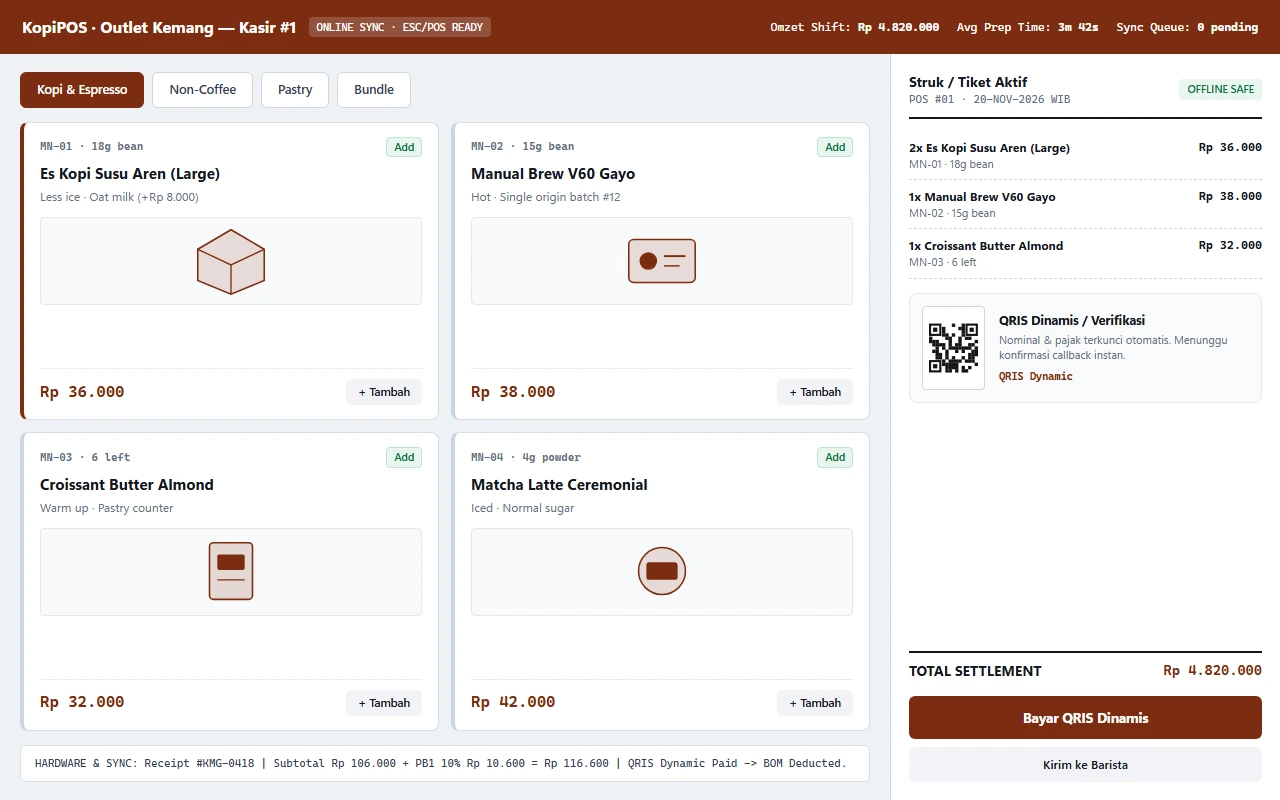 KopiPOS · Outlet Kemang — Kasir #1
ONLINE SYNC · ESC/POS READY
Omzet Shift: Rp 4.820.000
Avg Prep Time: 3m 42s
Sync Queue: 0 pending
Kopi & Espresso
Non-Coffee
Pastry
Bundle
MN-01 · 18g bean
Add
Es Kopi Susu Aren (Large)
Less ice · Oat milk (+Rp 8.000)
Rp 36.000
+ Tambah
MN-02 · 15g bean
Add
Manual Brew V60 Gayo
Hot · Single origin batch #12
Rp 38.000
+ Tambah
MN-03 · 6 left
Add
Croissant Butter Almond
Warm up · Pastry counter
Rp 32.000
+ Tambah
MN-04 · 4g powder
Add
Matcha Latte Ceremonial
Iced · Normal sugar
Rp 42.000
+ Tambah
HARDWARE & SYNC: Receipt #KMG-0418 | Subtotal Rp 106.000 + PB1 10% Rp 10.600 = Rp 116.600 | QRIS Dynamic Paid -> BOM Deducted.
Struk / Tiket Aktif
POS #01 · 20-NOV-2026 WIB
OFFLINE SAFE
2x Es Kopi Susu Aren (Large)
Rp 36.000
MN-01 · 18g bean
1x Manual Brew V60 Gayo
Rp 38.000
MN-02 · 15g bean
1x Croissant Butter Almond
Rp 32.000
MN-03 · 6 left
QRIS Dinamis / Verifikasi
Nominal & pajak terkunci otomatis. Menunggu
konfirmasi callback instan.
QRIS Dynamic
TOTAL SETTLEMENT
Rp 4.820.000
Bayar QRIS Dinamis
Kirim ke Barista